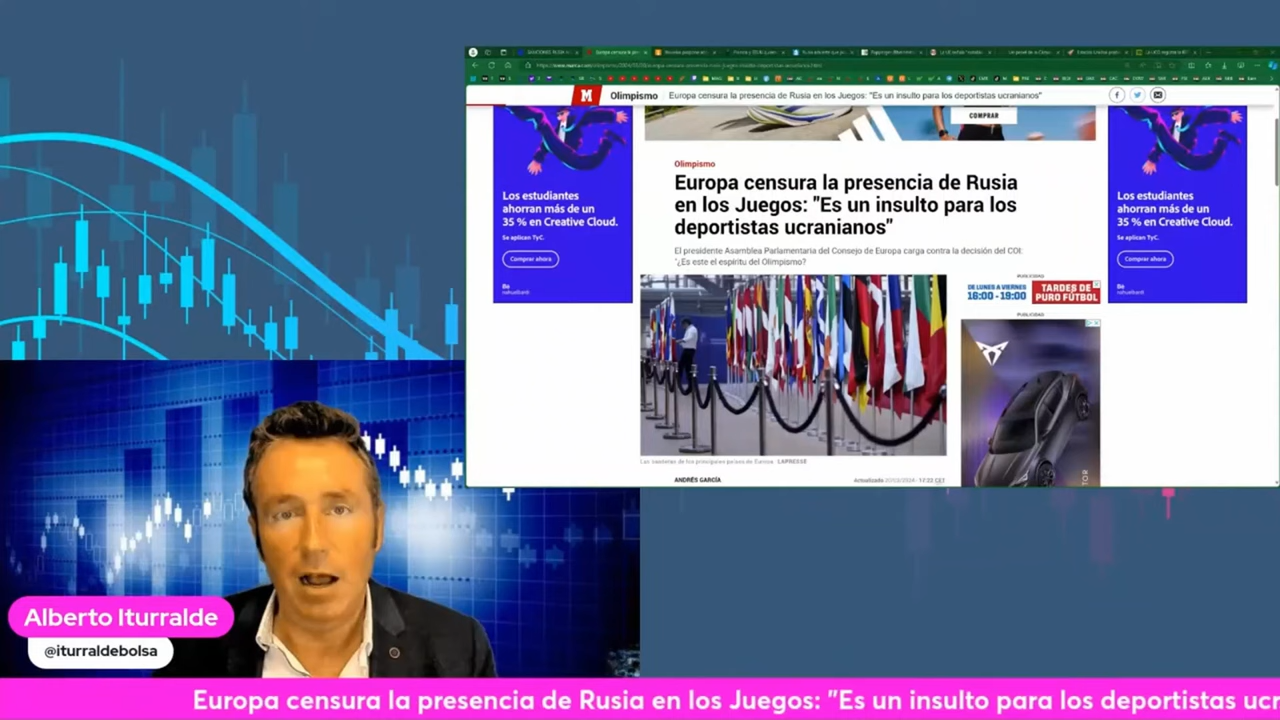 M Olimpismo Europa censura la presencia de Rusia en los Juegos: "Es un insulto para los deportistas ucranianos"
COMPRAR
Los estudiantes
ahorran más de un
35 % en Creative Cloud.
Se aplican TyC.
Comprar ahora
Olimpismo
Europa censura la presencia de Rusia
en los Juegos: "Es un insulto para los
deportistas ucranianos"
El presidente Asamblea Parlamentaria del Consejo de Europa carga contra la decisión del COI:
"¿Es este el espíritu del Olimpismo?
PUBLICIDAD
DE LUNES A VIERNES
16:00 - 19:00
TARDES DE
PURO FÚTBOL
PUBLICIDAD
Los estudiantes
ahorran más de un
35 % en Creative Cloud.
Se aplican TyC.
Comprar ahora
LAPRESSE
ANDRÉS GARCÍA
Actualizado
Alberto Iturralde
@iturraldebolsa
Europa censura la presencia de Rusia en los Juegos: "Es un insulto para los deportistas ucr